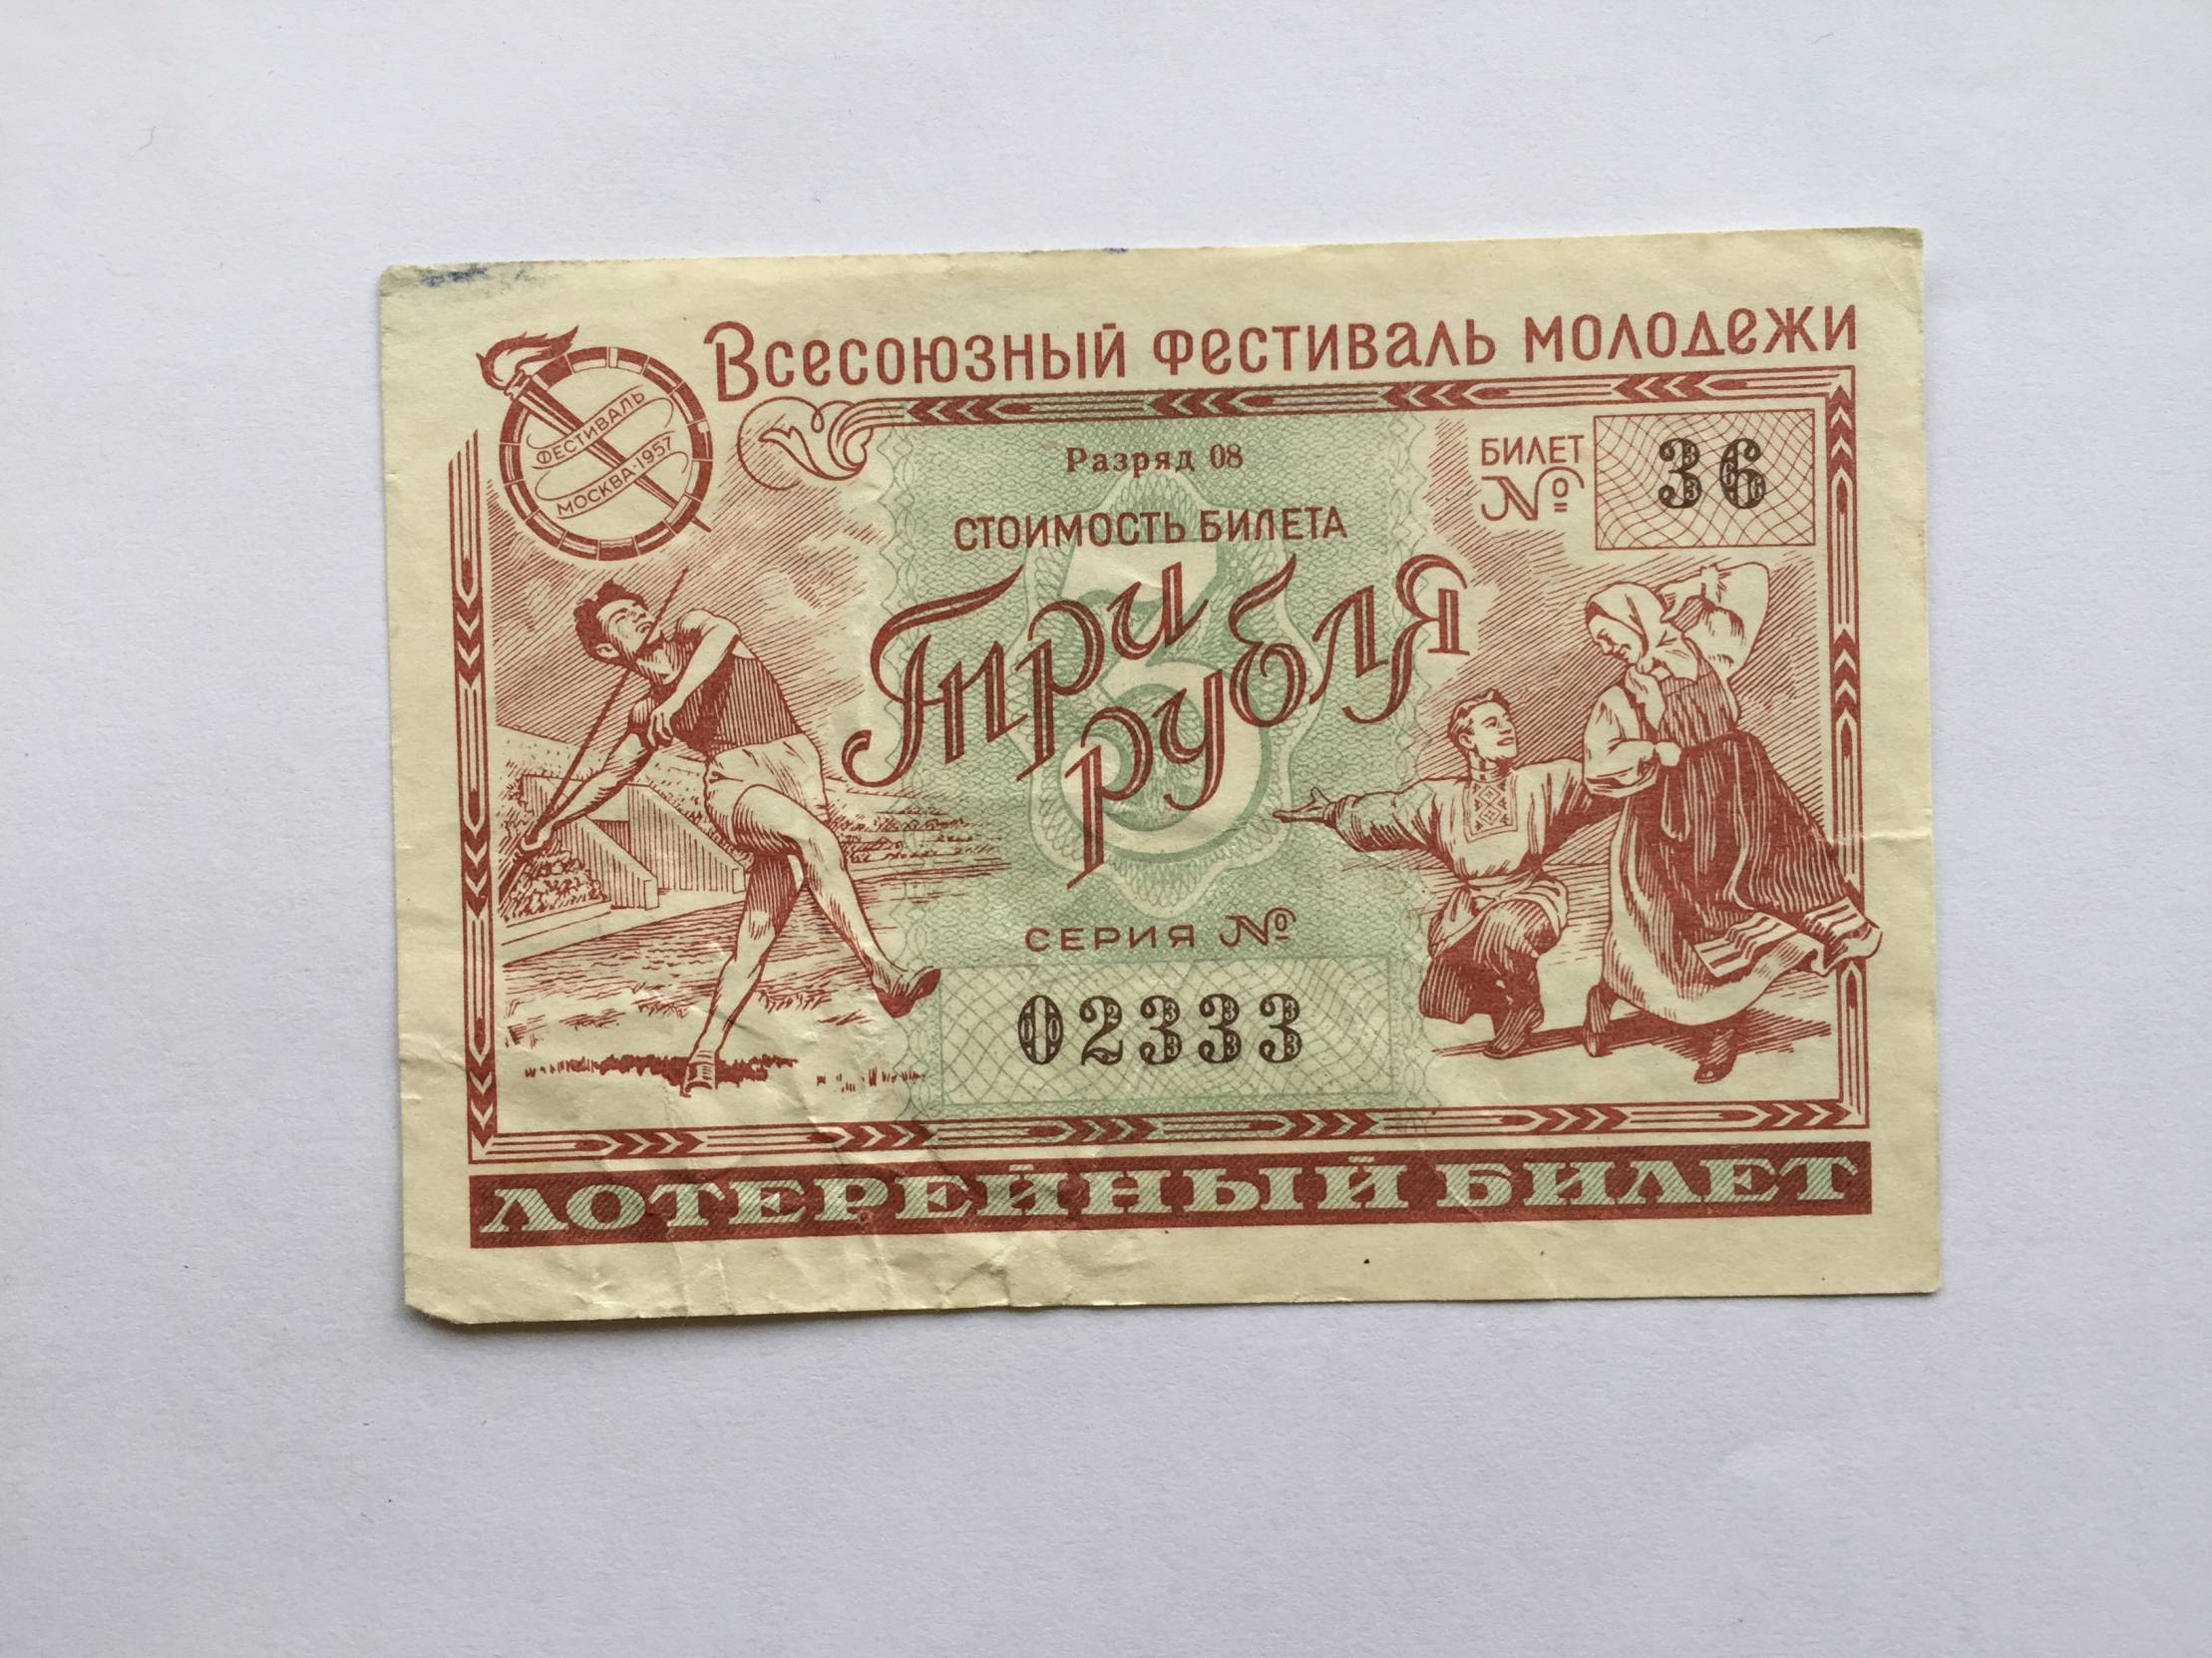 Всесоюзный фестиваль молодежи
ФЕСТИВАЛЬ
МОСКВА·1957
Разряд 08
БИЛЕТ
№
36
СТОИМОСТЬ БИЛЕТА
3
Три
рубля
СЕРИЯ №
02333
ЛОТЕРЕЙНЫЙ БИЛЕТ